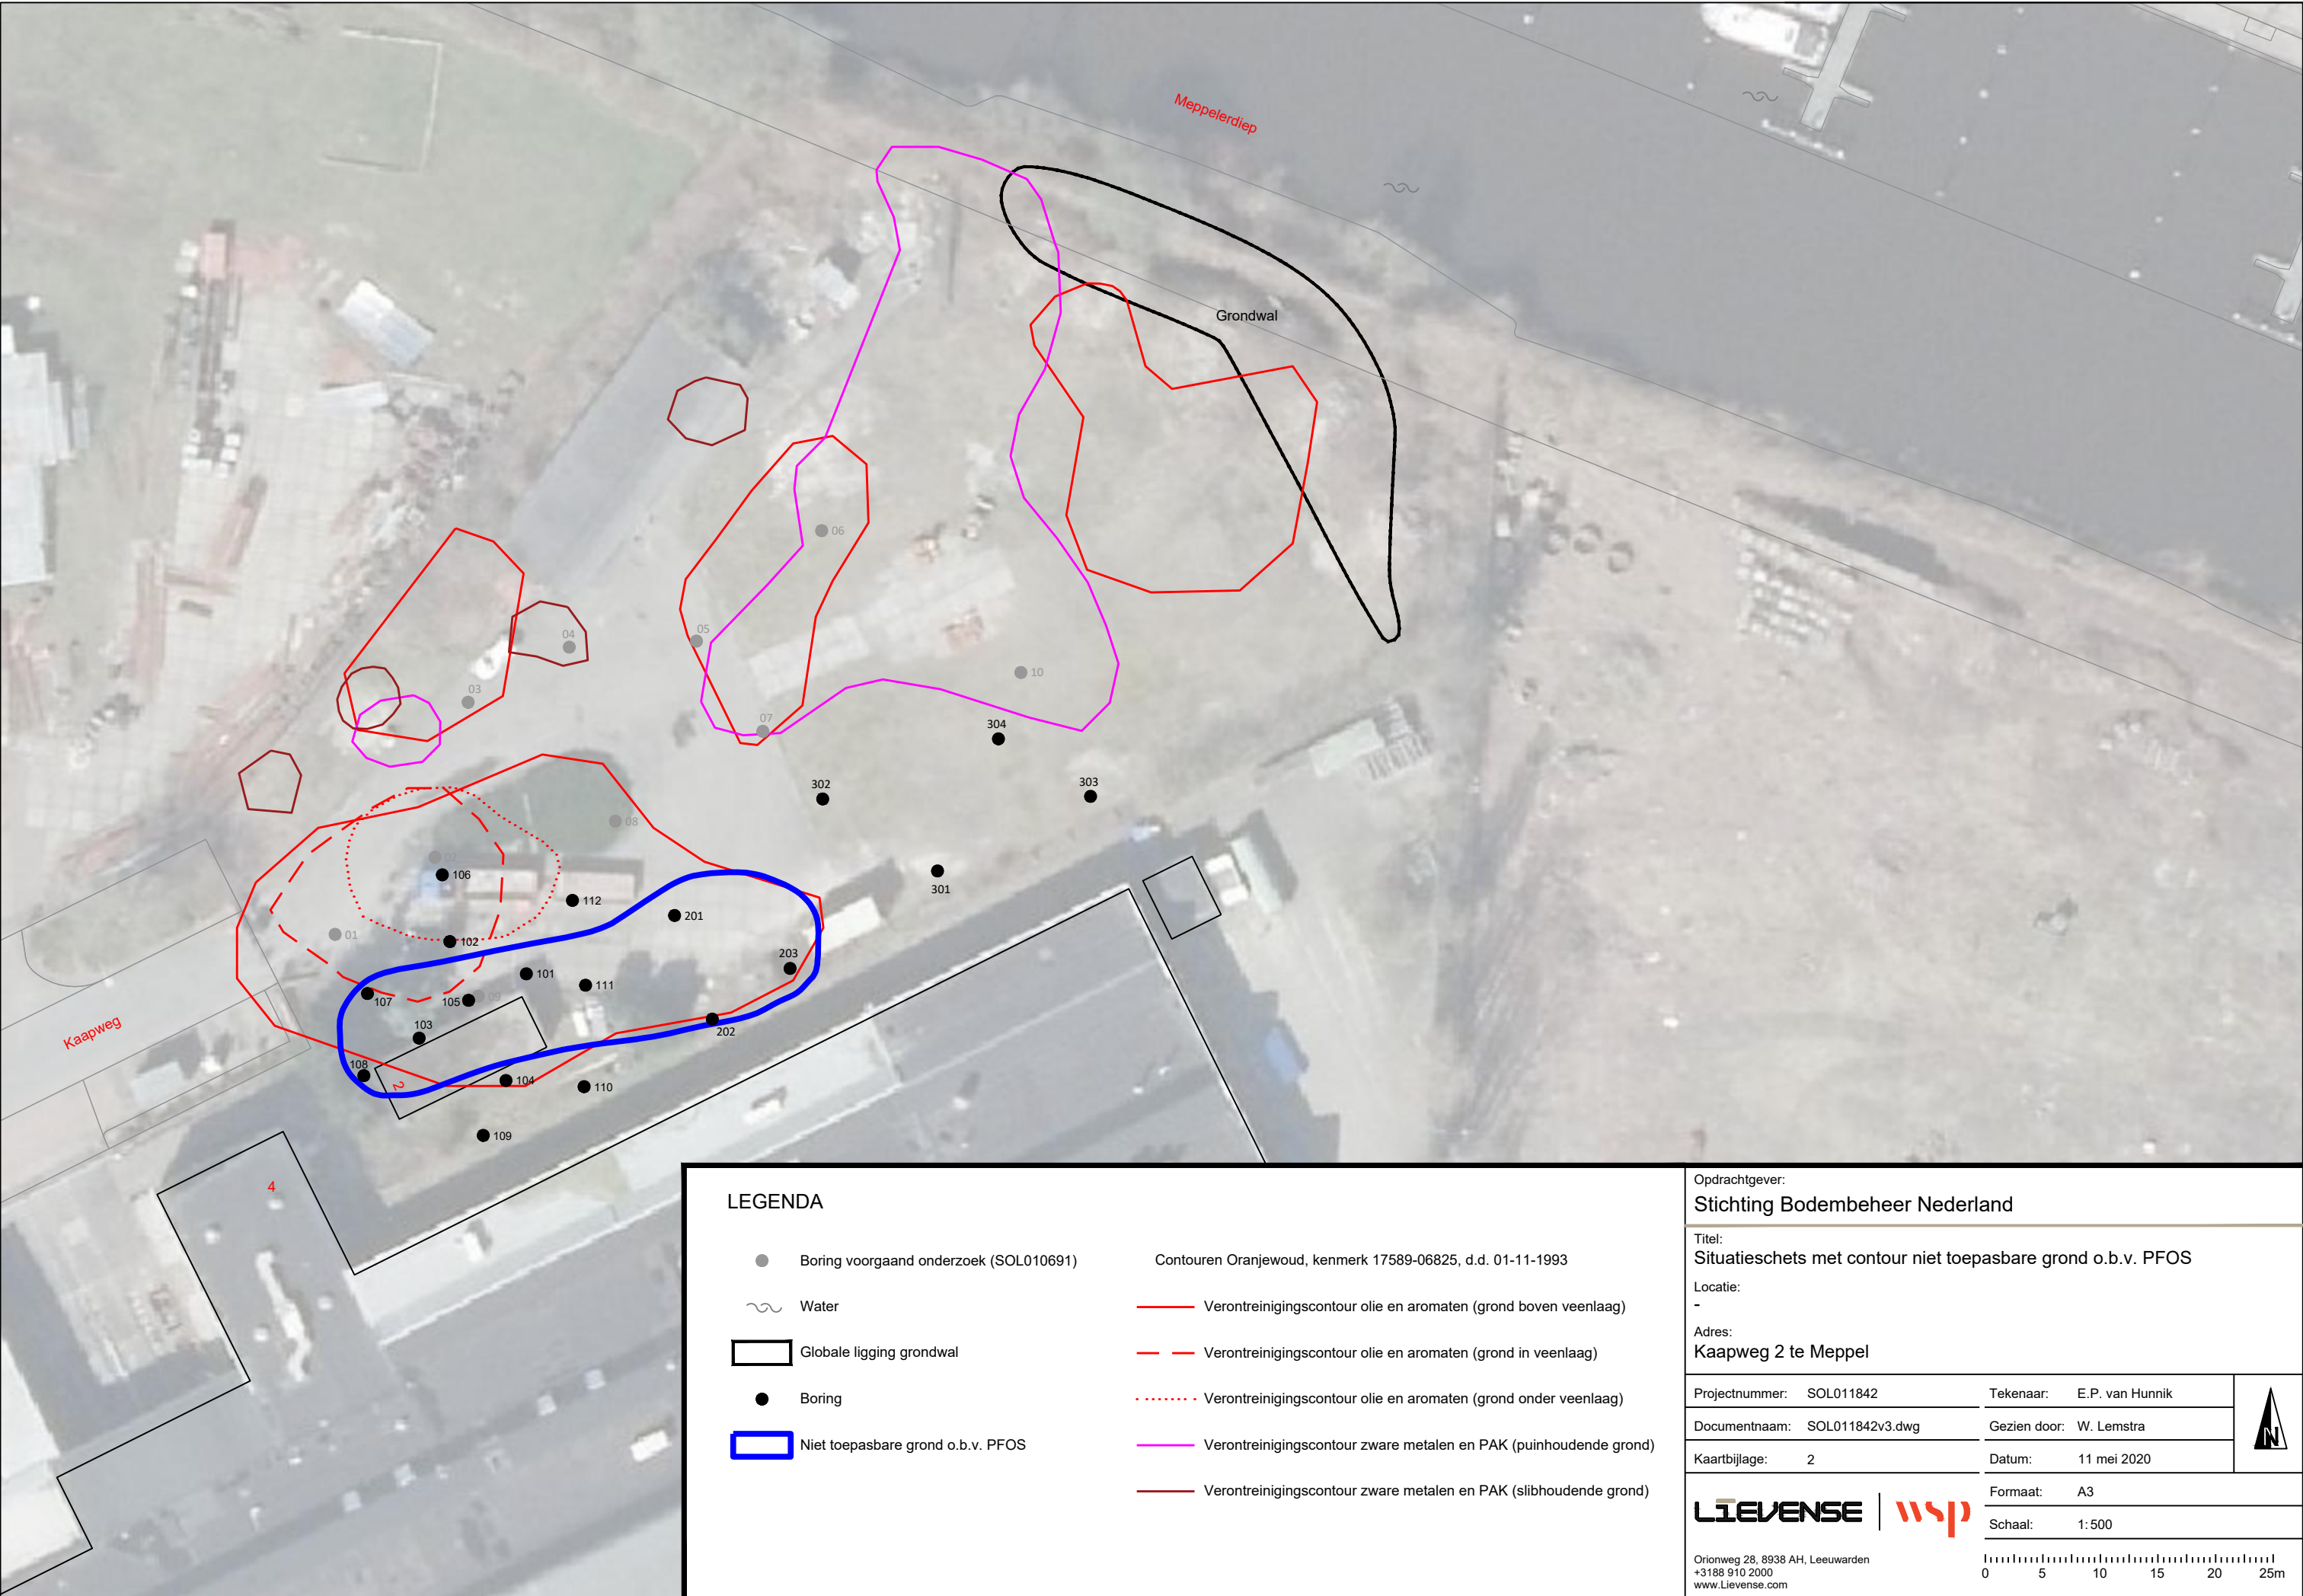 Meppelerdiep
Grondwal
06
05
04
10
03
07
304
302
303
08
02
106
301
112
201
01
102
203
101
111
107
105
09
103
202
Kaapweg
108
2
104
110
109
4
LEGENDA
Boring voorgaand onderzoek (SOL010691)
Water
Globale ligging grondwal
Boring
Niet toepasbare grond o.b.v. PFOS
Contouren Oranjewoud, kenmerk 17589-06825, d.d. 01-11-1993
Verontreinigingscontour olie en aromaten (grond boven veenlaag)
Verontreinigingscontour olie en aromaten (grond in veenlaag)
Verontreinigingscontour olie en aromaten (grond onder veenlaag)
Verontreinigingscontour zware metalen en PAK (puinhoudende grond)
Verontreinigingscontour zware metalen en PAK (slibhoudende grond)
Opdrachtgever:
Stichting Bodembeheer Nederland
Titel:
Situatieschets met contour niet toepasbare grond o.b.v. PFOS
Locatie:
-
Adres:
Kaapweg 2 te Meppel
Projectnummer: SOL011842
Tekenaar: E.P. van Hunnik
Documentnaam: SOL011842v3.dwg
Gezien door: W. Lemstra
Kaartbijlage: 2
Datum: 11 mei 2020
N
Formaat: A3
Schaal: 1:500
LIEVENSE | wsp
Orionweg 28, 8938 AH, Leeuwarden
+3188 910 2000
www.Lievense.com
0 5 10 15 20 25m